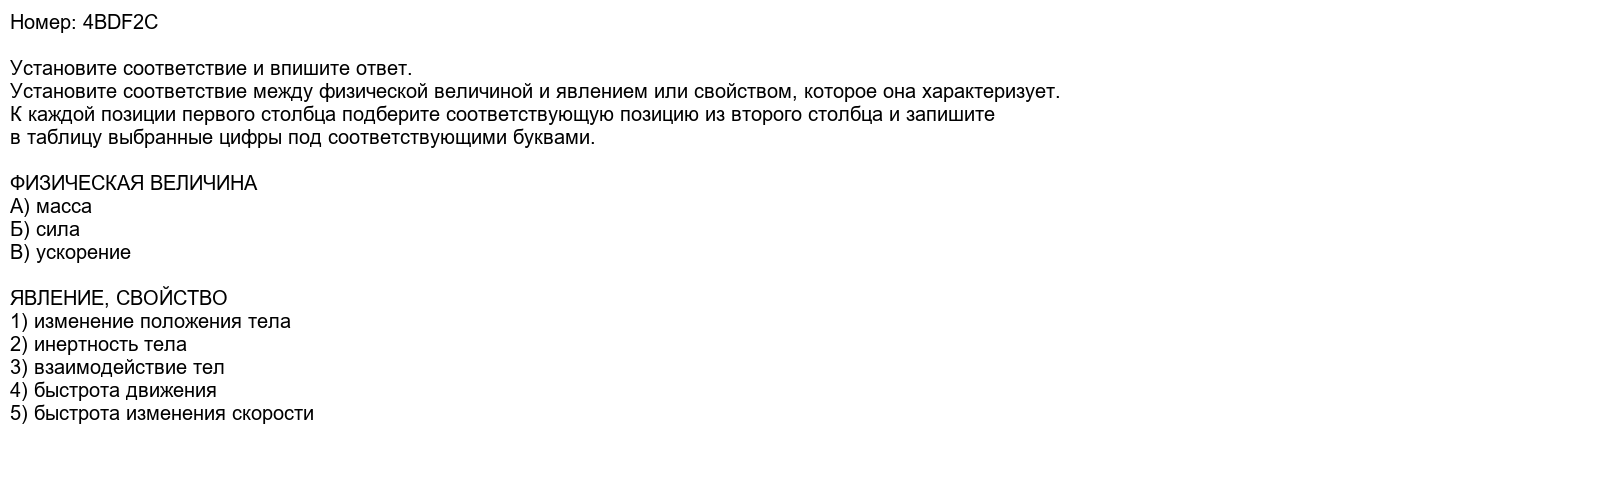 Номер: 4BDF2C
Установите соответствие и впишите ответ.
Установите соответствие между физической величиной и явлением или свойством, которое она характеризует.
К каждой позиции первого столбца подберите соответствующую позицию из второго столбца и запишите
в таблицу выбранные цифры под соответствующими буквами.
ФИЗИЧЕСКАЯ ВЕЛИЧИНА
А) масса
Б) сила
В) ускорение
ЯВЛЕНИЕ, СВОЙСТВО
1) изменение положения тела
2) инертность тела
3) взаимодействие тел
4) быстрота движения
5) быстрота изменения скорости